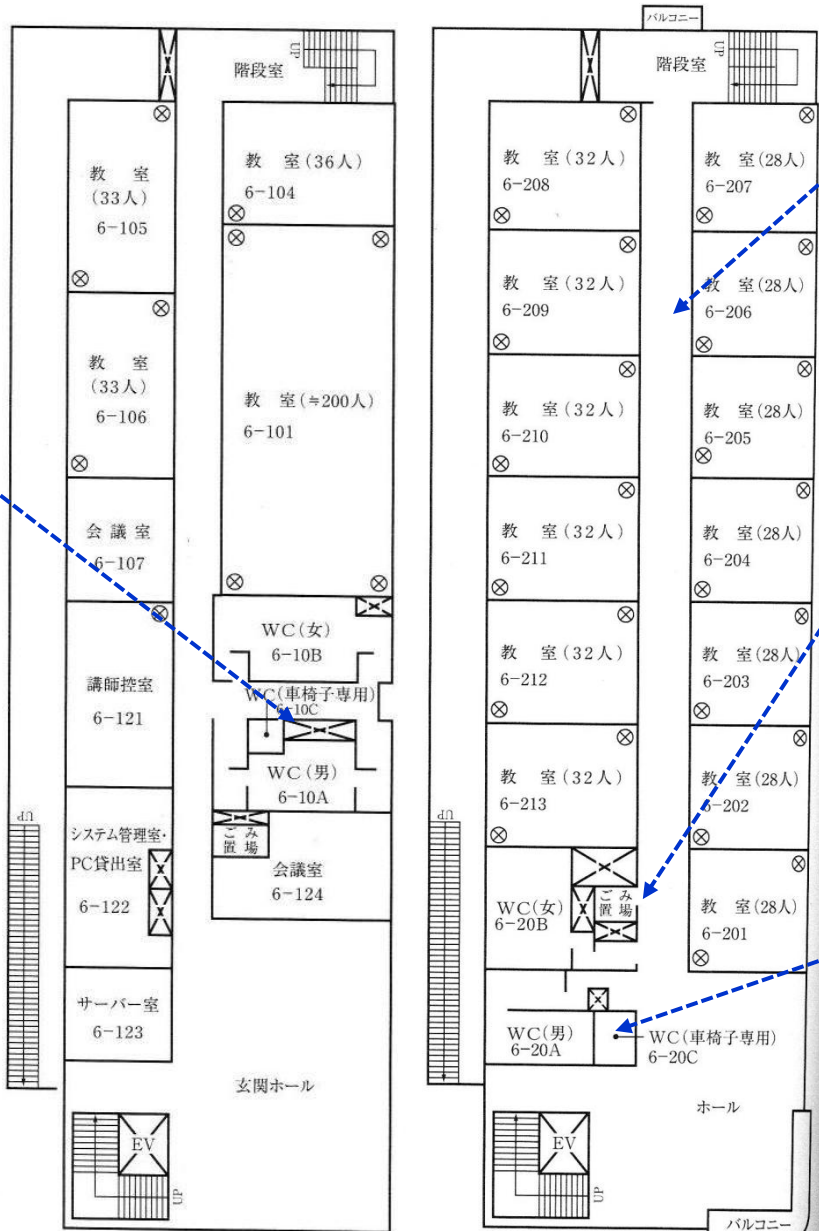 UP
階段室
教 室
(33人)
6-105
教 室(36人)
6-104
教 室
(33人)
6-106
教 室(≒200人)
6-101
会 議 室
6-107
WC(女)
6-10B
講師控室
6-121
WC(車椅子専用)
6-10C
WC(男)
6-10A
ごみ
置場
会議室
6-124
UP
システム管理室・
PC貸出室
6-122
サーバー室
6-123
玄関ホール
EV
UP
バルコニー
UP
階段室
教 室(32人)
6-208
教 室(28人)
6-207
教 室(32人)
6-209
教 室(28人)
6-206
教 室(32人)
6-210
教 室(28人)
6-205
教 室(32人)
6-211
教 室(28人)
6-204
教 室(32人)
6-212
教 室(28人)
6-203
教 室(32人)
6-213
教 室(28人)
6-202
UP
WC(女)
6-20B
ごみ
置場
教 室(28人)
6-201
WC(男)
6-20A
WC(車椅子専用)
6-20C
ホール
EV
UP
バルコニー